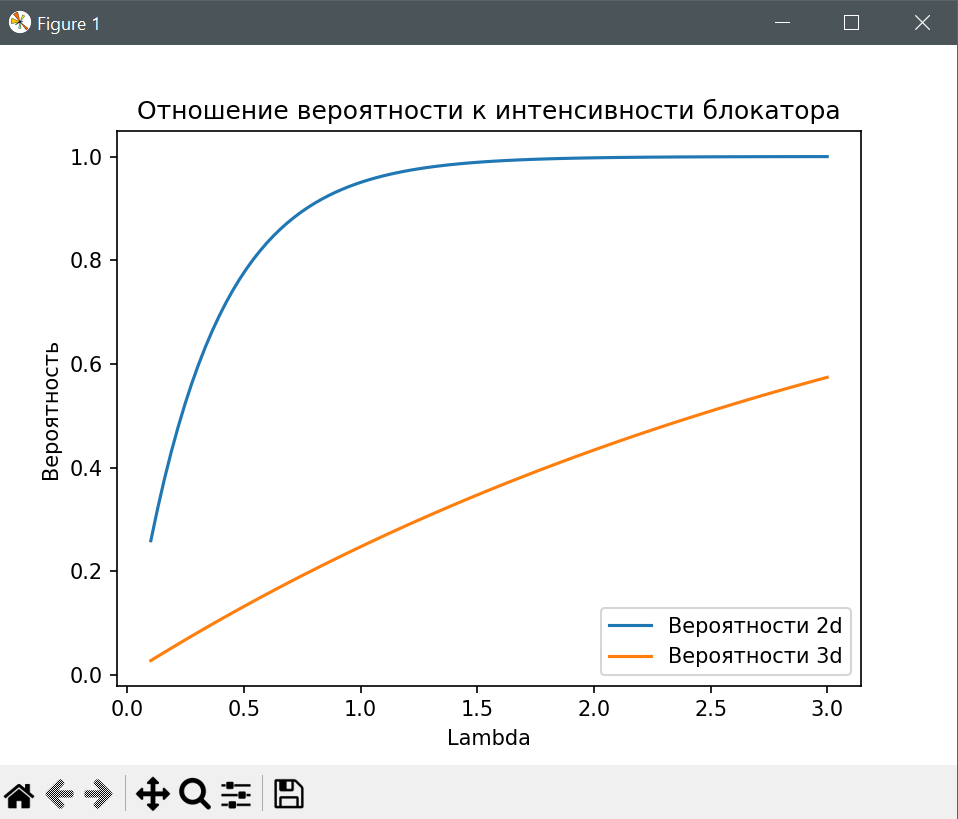 Figure 1
Отношение вероятности к интенсивности блокатора
1.0
0.8
0.6
0.4
0.2
0.0
Вероятность
0.0 0.5 1.0 1.5 2.0 2.5 3.0
Lambda
Вероятности 2d
Вероятности 3d